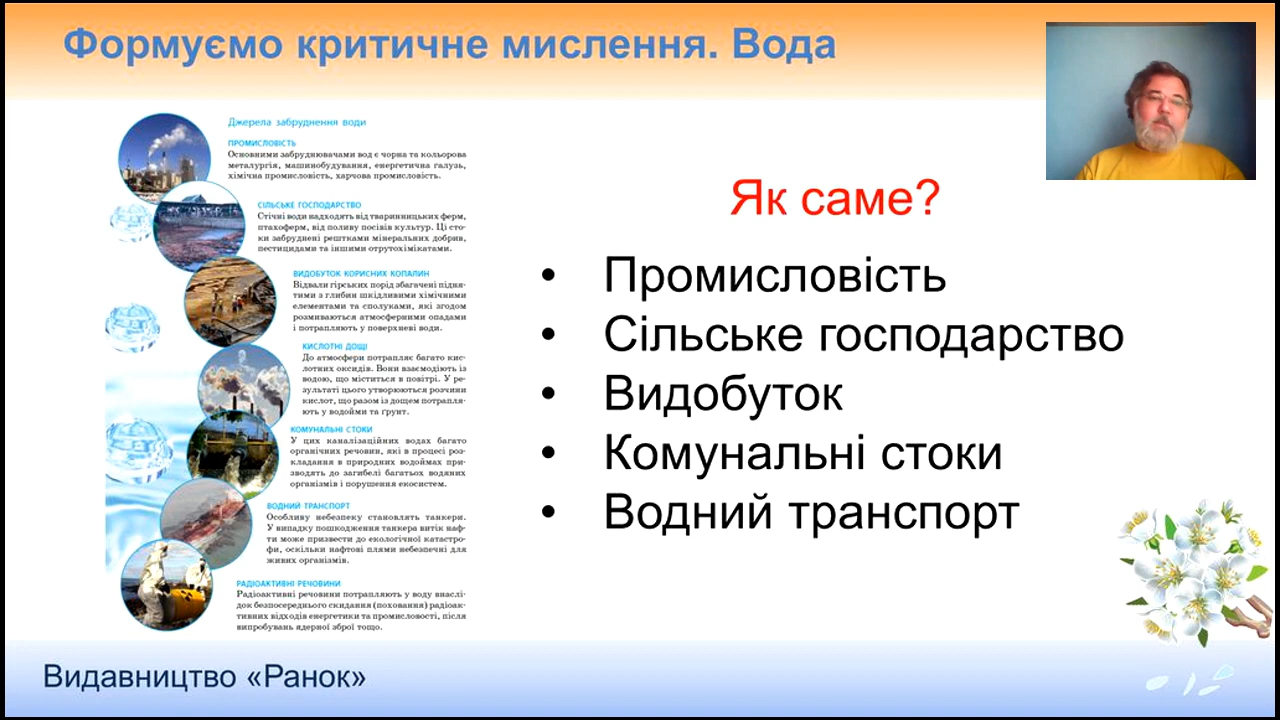 Формуємо критичне мислення. Вода
Джерела забруднення води
ПРОМИСЛОВІСТЬ
Основними забруднювачами вод є чорна та кольорова
металургія, машинобудування, енергетична галузь,
хімічна промисловість, харчова промисловість.
СІЛЬСЬКЕ ГОСПОДАРСТВО
Стічні води надходять від тваринницьких ферм,
птахоферм, від поливу посівів культур. Ці сто-
ки забруднені рештками мінеральних добрив,
пестицидами та іншими отрутохімікатами.
ВИДОБУТОК КОРИСНИХ КОПАЛИН
Відвали гірських порід збагачені підня-
тими з глибин шкідливими хімічними
елементами та сполуками, які згодом
розмиваються атмосферними опадами
і потрапляють у поверхневі води.
КИСЛОТНІ ДОЩІ
До атмосфери потрапляє багато кис-
лотних оксидів. Вони взаємодіють із
водою, що міститься в повітрі. У ре-
зультаті цього утворюються розчини
кислот, що разом із дощем потрапля-
ють у водойми та ґрунт.
КОМУНАЛЬНІ СТОКИ
У цих каналізаційних водах багато
органічних речовин, які в процесі роз-
кладання в природних водоймах при-
зводять до загибелі багатьох водяних
організмів і порушення екосистем.
ВОДНИЙ ТРАНСПОРТ
Особливу небезпеку становлять танкери.
У випадку пошкодження танкера витік наф-
ти може призвести до екологічної катастро-
фи, оскільки нафтові плями небезпечні для
живих організмів.
РАДІОАКТИВНІ РЕЧОВИНИ
Радіоактивні речовини потрапляють у воду внаслі-
док безпосереднього скидання (поховання) радіоак-
тивних відходів енергетики та промисловості, після
випробувань ядерної зброї тощо.
Як саме?
• Промисловість
• Сільське господарство
• Видобуток
• Комунальні стоки
• Водний транспорт
Видавництво «Ранок»